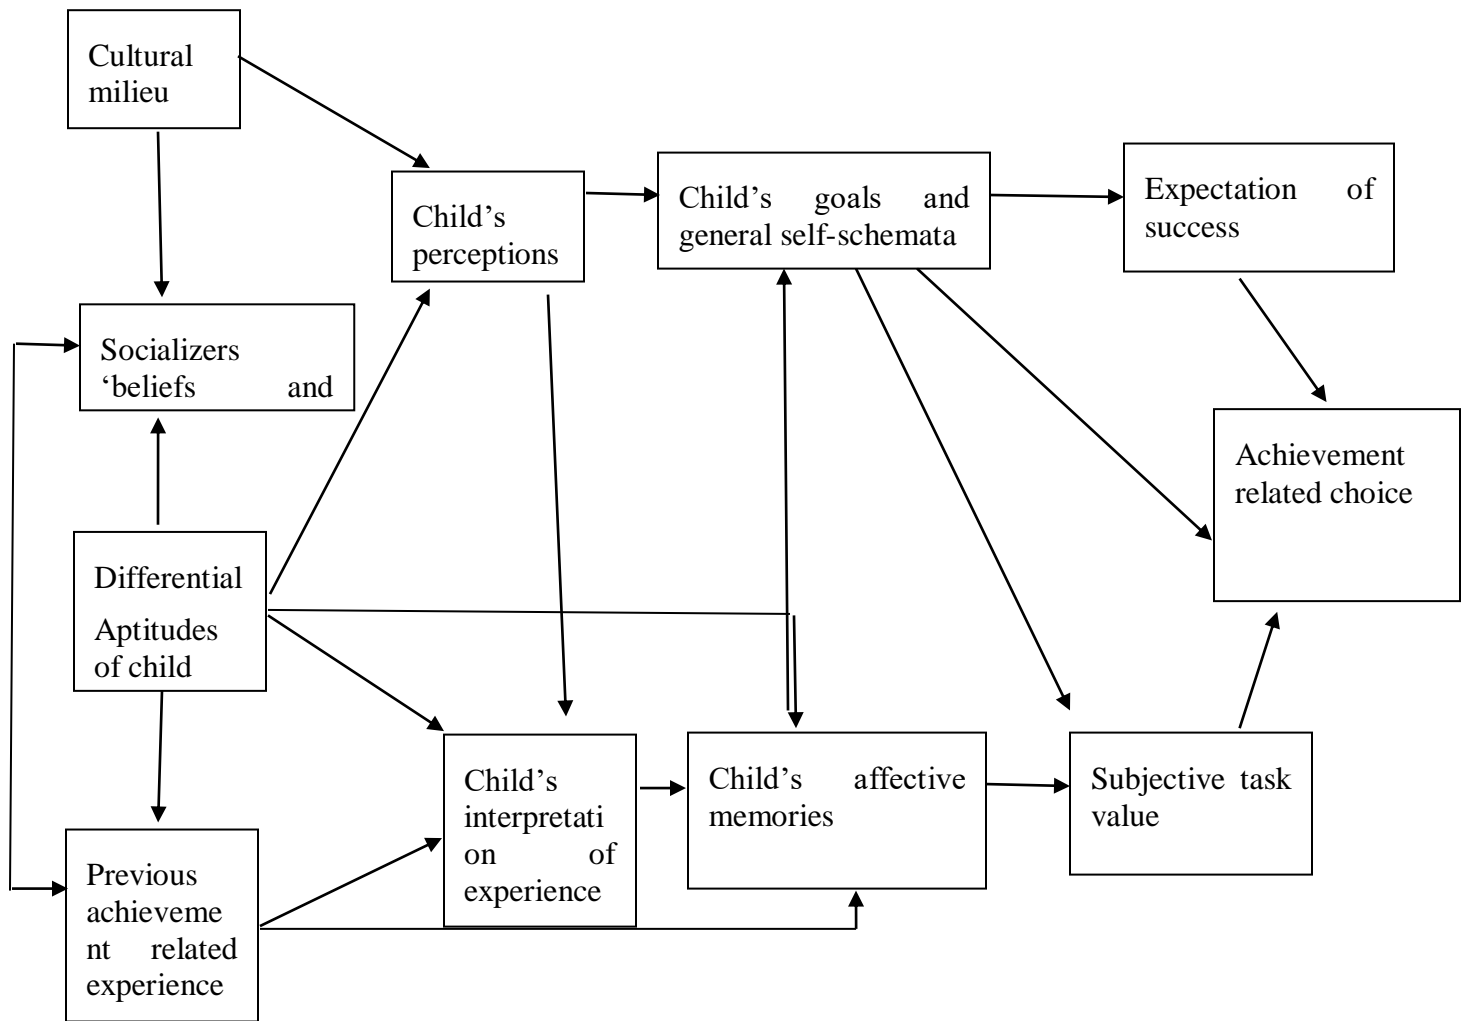 Cultural
milieu
Child’s
perceptions
Child’s goals and
general self-schemata
Expectation of
success
Socializers
‘beliefs and
Achievement
related choice
Differential
Aptitudes
of child
Child’s
interpretati
on of
experience
Child’s affective
memories
Subjective task
value
Previous
achieveme
nt related
experience